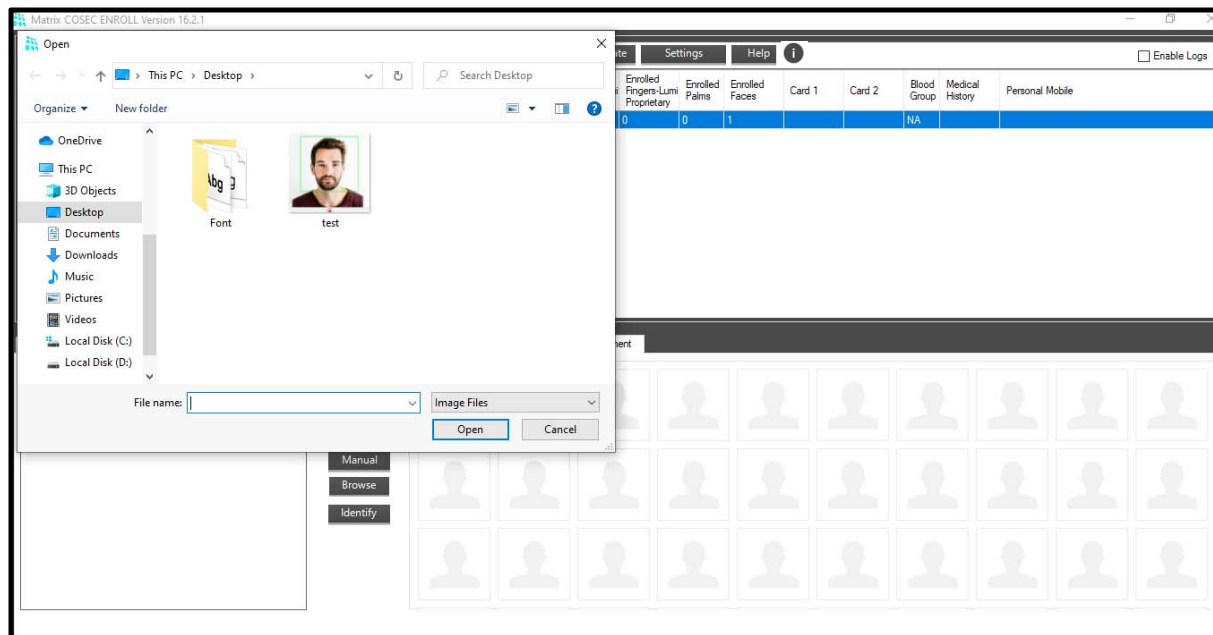 Matrix COSEC ENROLL Version 16.2.1
Open
This PC > Desktop >
Search Desktop
Organize
New folder
OneDrive
This PC
3D Objects
Desktop
Documents
Downloads
Music
Pictures
Videos
Local Disk (C:)
Local Disk (D:)
Abg
Font
test
File name:
Image Files
Open
Cancel
Settings
Help
i
Enable Logs
Enrolled Fingers-Lumi Proprietary
Enrolled Palms
Enrolled Faces
Card 1
Card 2
Blood Group
Medical History
Personal Mobile
0
0
1
NA
Manual
Browse
Identify